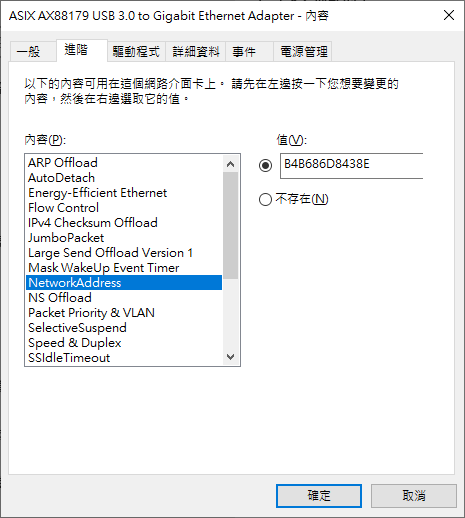 ASIX AX88179 USB 3.0 to Gigabit Ethernet Adapter - 內容
一般 進階 驅動程式 詳細資料 事件 電源管理
以下的內容可用在這個網路介面卡上。 請先在左邊按一下您想要變更的
內容，然後在右邊選取它的值。
內容(P):
值(V):
ARP Offload
AutoDetach
Energy-Efficient Ethernet
Flow Control
IPv4 Checksum Offload
JumboPacket
Large Send Offload Version 1
Mask WakeUp Event Timer
NetworkAddress
NS Offload
Packet Priority & VLAN
SelectiveSuspend
Speed & Duplex
SSIdleTimeout
B4B686D8438E
不存在(N)
確定 取消